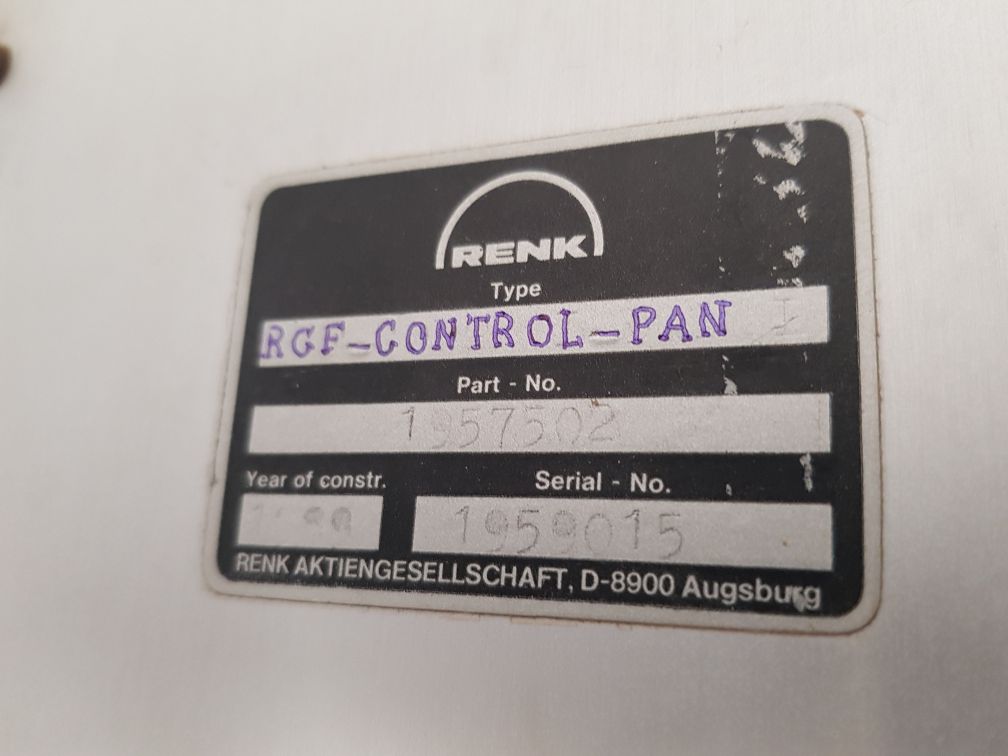 RENK
Type
RGF-CONTROL-PAN
Part - No.
1957502
Year of constr.
Serial - No.
1959015
RENK AKTIENGESELLSCHAFT, D-8900 Augsburg